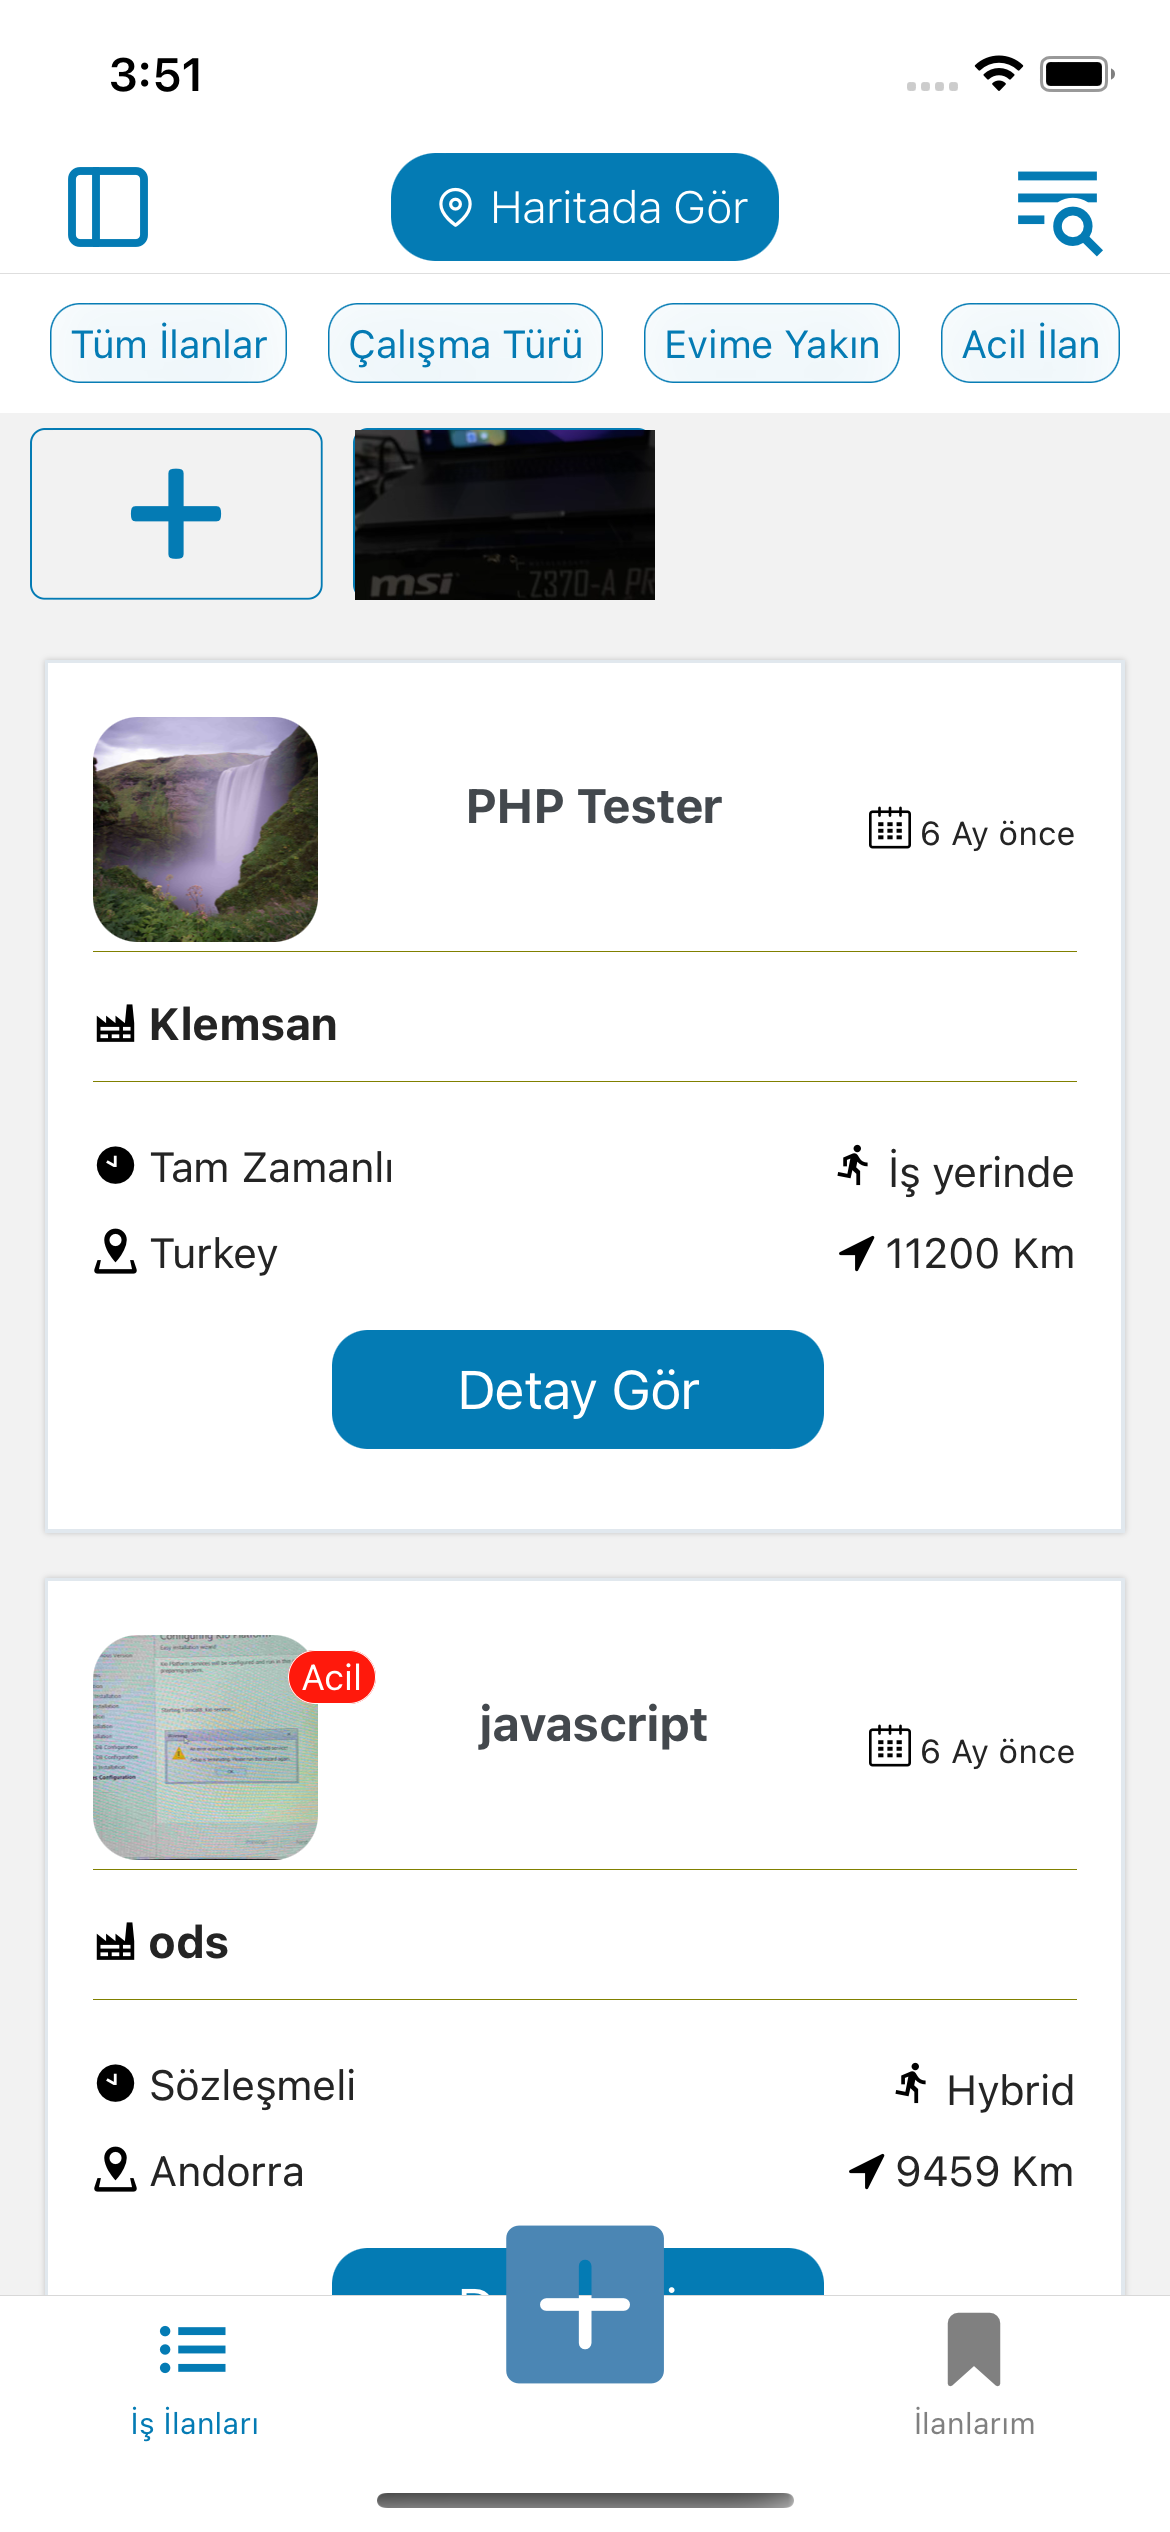 3:51
Haritada Gör
Tüm İlanlar
Çalışma Türü
Evime Yakın
Acil İlan
msi
Z370-A PR
PHP Tester
6 Ay önce
Klemsan
Tam Zamanlı
İş yerinde
Turkey
11200 Km
Detay Gör
Acil
javascript
6 Ay önce
ods
Sözleşmeli
Hybrid
Andorra
9459 Km
İş İlanları
İlanlarım